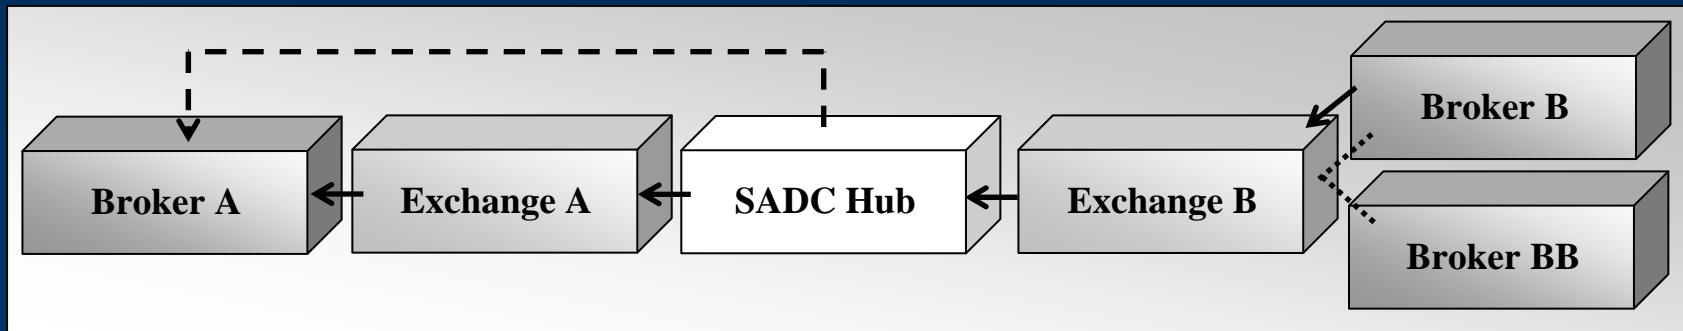 Broker B
Broker A
Exchange A
SADC Hub
Exchange B
Broker BB